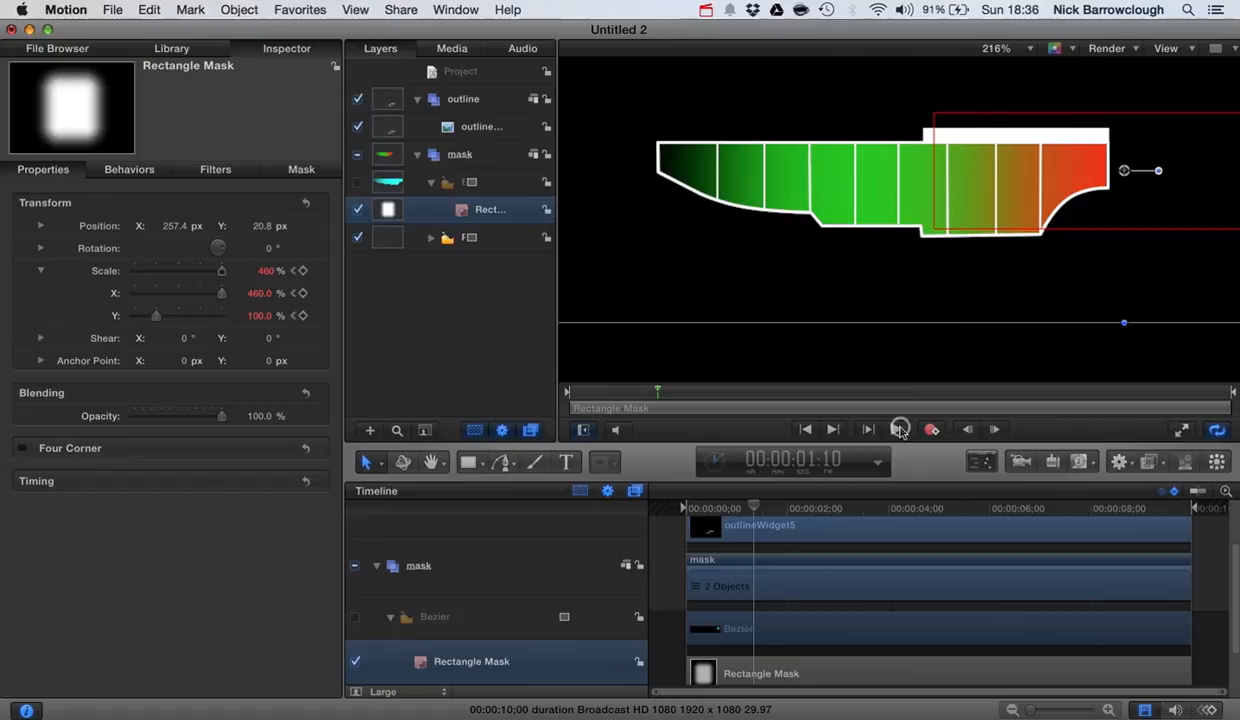 Motion File Edit Mark Object Favorites View Share Window Help 91% Sun 18:36 Nick Barrowclough
Untitled 2
File Browser Library Inspector Layers Media Audio 216% Render View
Rectangle Mask
Project
outline
outline...
mask
Properties Behaviors Filters Mask
Rect...
Transform
Position: X: 257.4 px Y: 20.8 px
Rotation: 0 °
Scale: 460 %
X: 460.0 %
Y: 100.0 %
Shear: X: 0 ° Y: 0 °
Anchor Point: X: 0 px Y: 0 px
Blending
Opacity: 100.0 %
Rectangle Mask
Four Corner
00:00:01:10
HR MIN SEC FR
Timing
Timeline
00:00:00;00 00:00:02;00 00:00:04;00 00:00:06;00 00:00:08;00
outlineWidget5
mask
mask
2 Objects
Bezier
Bezier
Rectangle Mask
Rectangle Mask
Large
00:00:10;00 duration Broadcast HD 1080 1920 x 1080 29.97